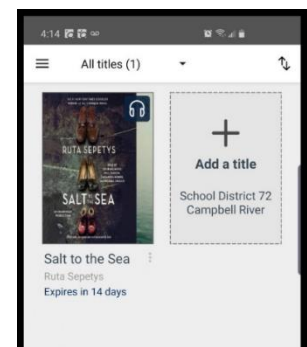 4:14
All titles (1)
RUTA SEPETYS
SALT TO THE SEA
Add a title
School District 72
Campbell River
Salt to the Sea
Ruta Sepetys
Expires in 14 days